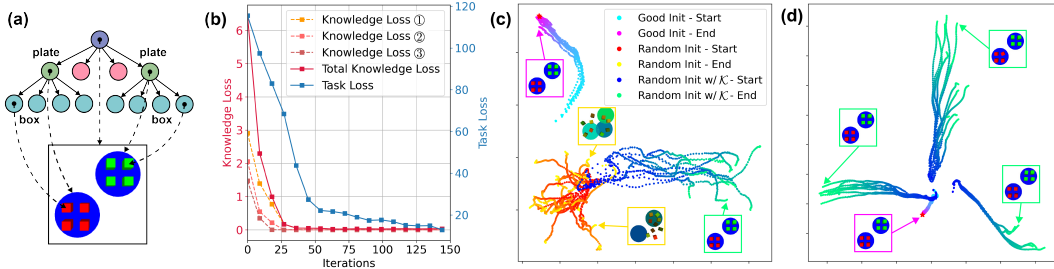 (a)
plate
plate
box
box
(b)
Knowledge Loss
6
5
4
3
2
1
0
Knowledge Loss ①
Knowledge Loss ②
Knowledge Loss ③
Total Knowledge Loss
Task Loss
120
100
80
60
40
20
Task Loss
0
25
50
75
100
125
150
Iterations
(c)
Good Init - Start
Good Init - End
Random Init - Start
Random Init - End
Random Init w/ 𝒦 - Start
Random Init w/ 𝒦 - End
(d)